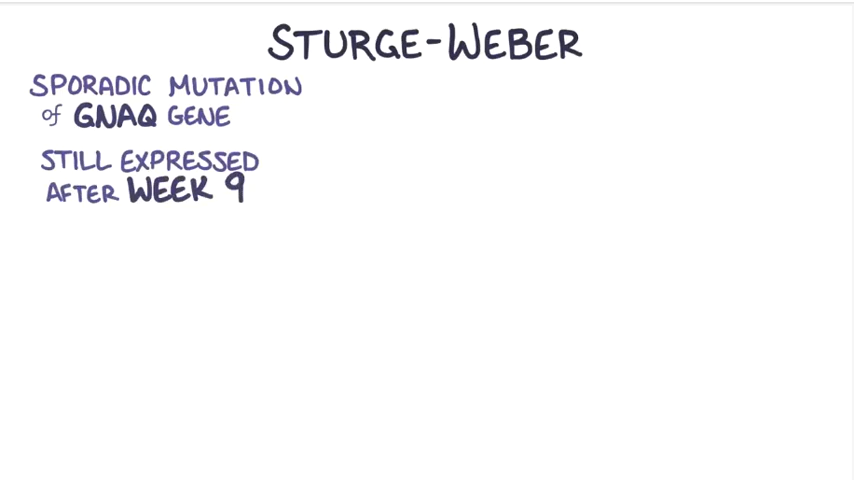 STURGE-WEBER
SPORADIC MUTATION
of GNAQ GENE
STILL EXPRESSED
AFTER WEEK 9